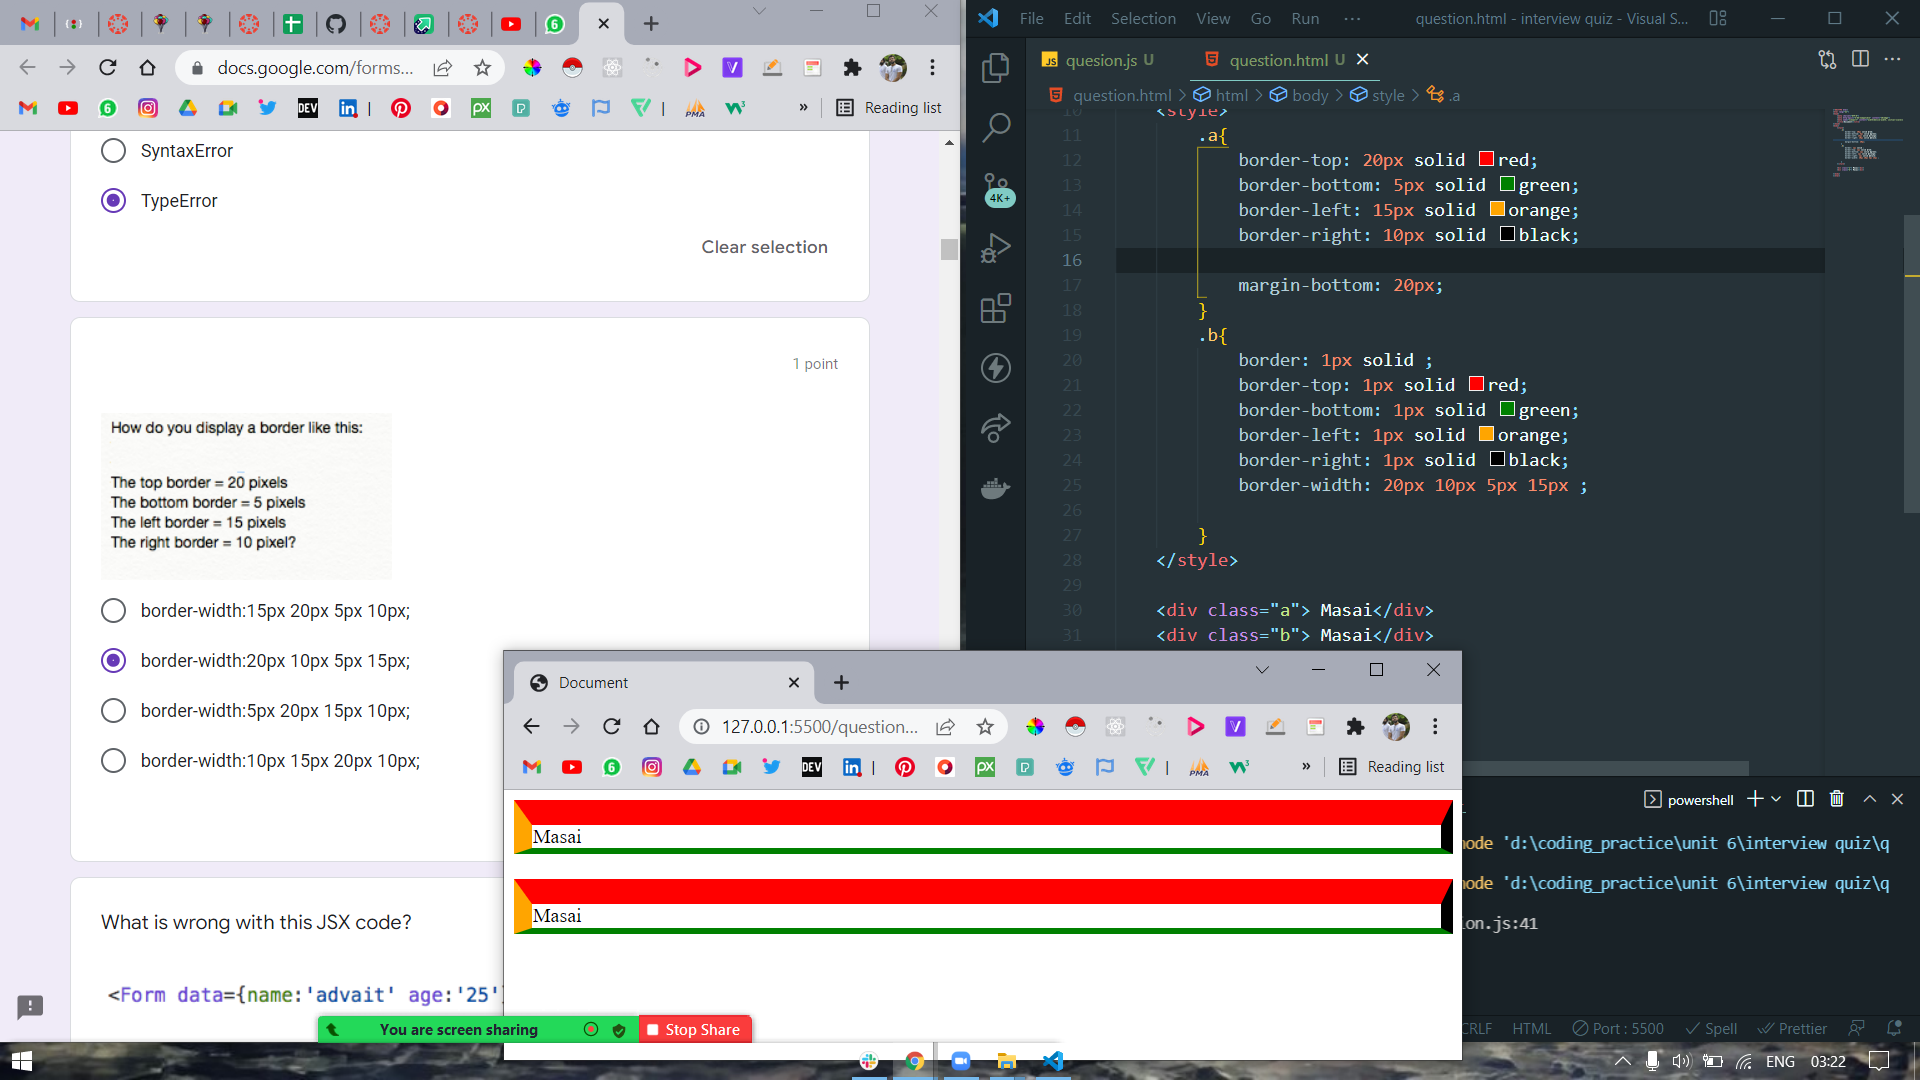 docs.google.com/forms...
Reading list
SyntaxError
TypeError
Clear selection
1 point
How do you display a border like this:
The top border = 20 pixels
The bottom border = 5 pixels
The left border = 15 pixels
The right border = 10 pixel?
border-width:15px 20px 5px 10px;
border-width:20px 10px 5px 15px;
border-width:5px 20px 15px 10px;
border-width:10px 15px 20px 10px;
What is wrong with this JSX code?
<Form data={name:'advait' age:'25'
You are screen sharing
Stop Share
File Edit Selection View Go Run ...
question.html - interview quiz - Visual S...
quesion.js U
question.html U
question.html > html > body > style > .a
4K+
10 <style>
11 .a{
12 border-top: 20px solid red;
13 border-bottom: 5px solid green;
14 border-left: 15px solid orange;
15 border-right: 10px solid black;
16
17 margin-bottom: 20px;
18 }
19 .b{
20 border: 1px solid ;
21 border-top: 1px solid red;
22 border-bottom: 1px solid green;
23 border-left: 1px solid orange;
24 border-right: 1px solid black;
25 border-width: 20px 10px 5px 15px ;
26
27 }
28 </style>
29
30 <div class="a"> Masai</div>
31 <div class="b"> Masai</div>
Document
127.0.0.1:5500/question...
DEV
PMA
Reading list
Masai
Masai
powershell
node 'd:\coding_practice\unit 6\interview quiz\q
node 'd:\coding_practice\unit 6\interview quiz\q
ion.js:41
CRLF HTML Port : 5500 Spell Prettier
ENG 03:22